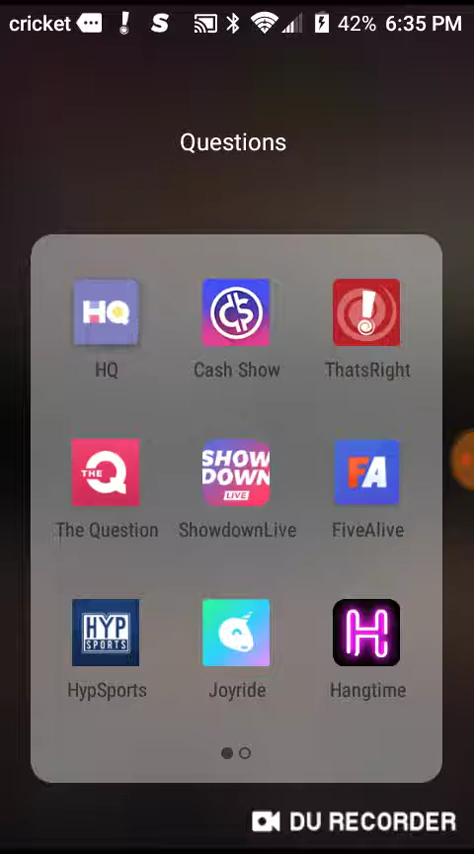 cricket S 42% 6:35 PM
Questions
HQ
HQ
Cash Show
ThatsRight
THE Q
SHOW
DOWN
LIVE
FA
The Question
ShowdownLive
FiveAlive
HYP
SPORTS
H
HypSports
Joyride
Hangtime
DU RECORDER